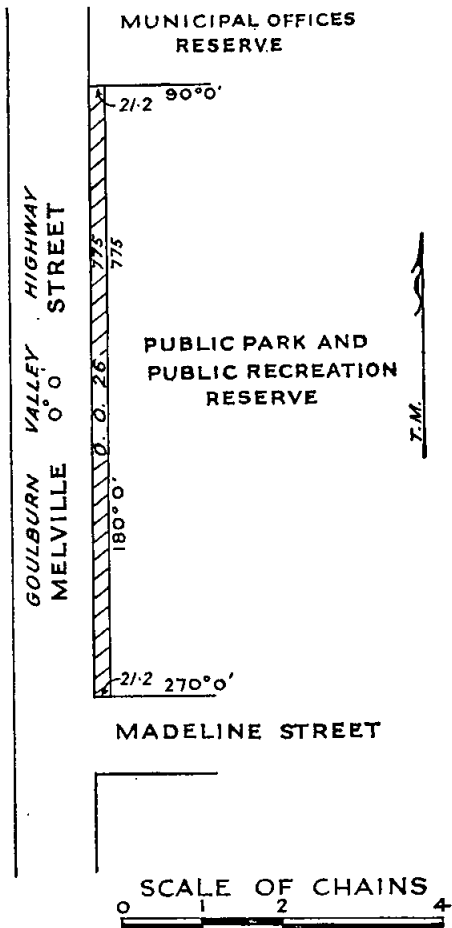 MUNICIPAL OFFICES
RESERVE
21·2 90°0'
GOULBURN VALLEY HIGHWAY
MELVILLE 0°0' STREET
775
775
0. 0. 26.
180°0'
PUBLIC PARK AND
PUBLIC RECREATION
RESERVE
T.M.
21·2 270°0'
MADELINE STREET
SCALE OF CHAINS
0 1 2 4